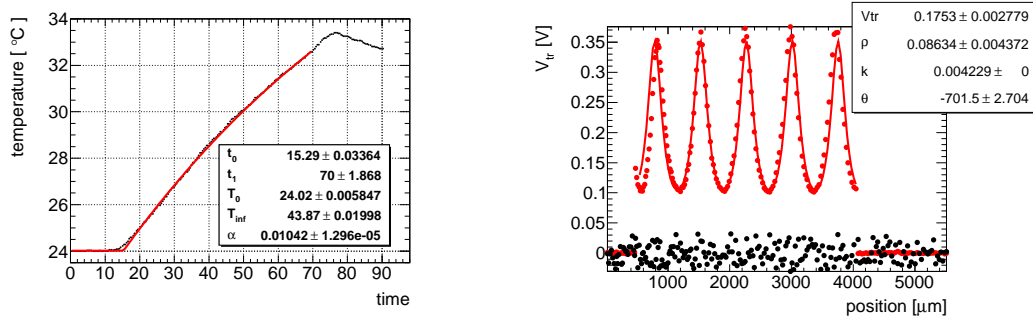 temperature [ °C]
34
32
30
28
26
24
0 10 20 30 40 50 60 70 80 90
time
t0 15.29 ± 0.03364
t1 70 ± 1.868
T0 24.02 ± 0.005847
Tinf 43.87 ± 0.01998
α 0.01042 ± 1.296e-05
Vtr [V]
0.35
0.3
0.25
0.2
0.15
0.1
0.05
0
0 1000 2000 3000 4000 5000
position [μm]
Vtr 0.1753 ± 0.002779
ρ 0.08634 ± 0.004372
k 0.004229 ± 0
θ -701.5 ± 2.704